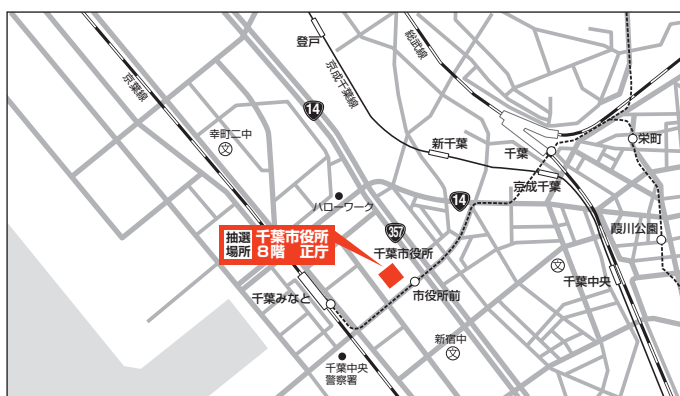 登戸
総武線
京葉線
京成千葉線
14
幸町二中
文
新千葉
千葉
栄町
京成千葉
ハローワーク
14
抽選場所
千葉市役所
8階 正庁
357
千葉市役所
葭川公園
文
千葉中央
千葉みなと
市役所前
新宿中
文
千葉中央
警察署